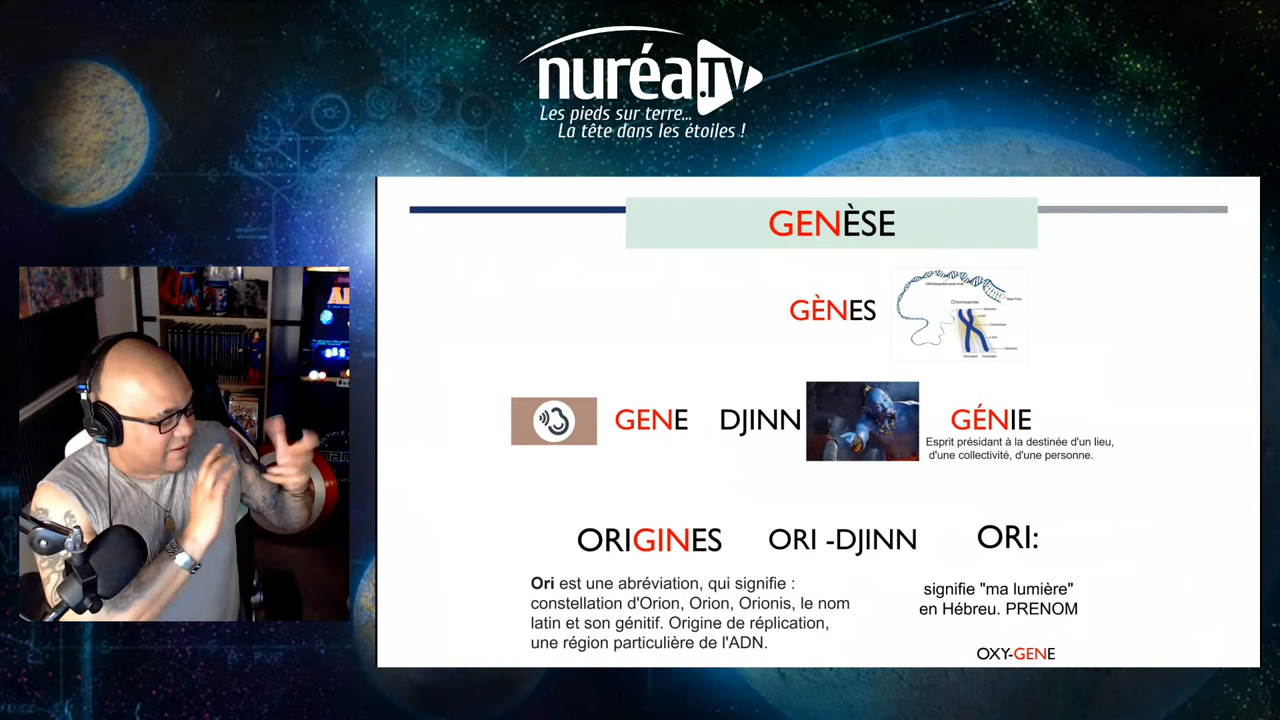 nuréa.TV
Les pieds sur terre...
La tête dans les étoiles !
GENÈSE
GÈNES
Chromosome
GENE
DJINN
GÉNIE
Esprit présidant à la destinée d'un lieu,
d'une collectivité, d'une personne.
ORIGINES
ORI -DJINN
ORI:
Ori est une abréviation, qui signifie :
constellation d'Orion, Orion, Orionis, le nom
latin et son génitif. Origine de réplication,
une région particulière de l'ADN.
signifie "ma lumière"
en Hébreu. PRENOM
OXY-GENE